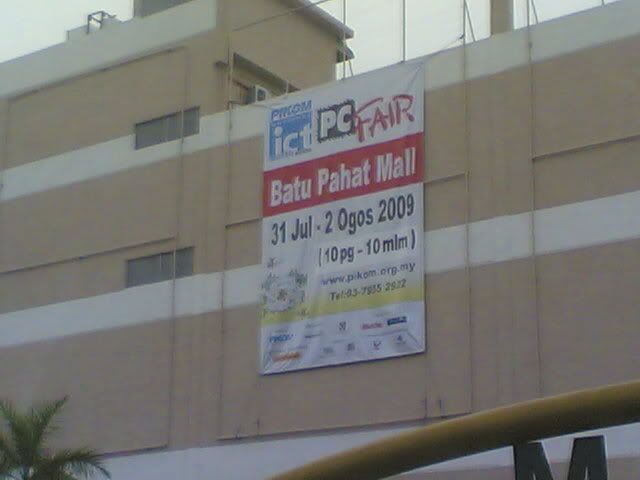 PIKOM
ict
PC FAIR
Batu Pahat Mall
31 Jul - 2 Ogos 2009
(10pg - 10mlm)
www.pikom.org.my
Tel:03-7955 2922
PIKOM
M